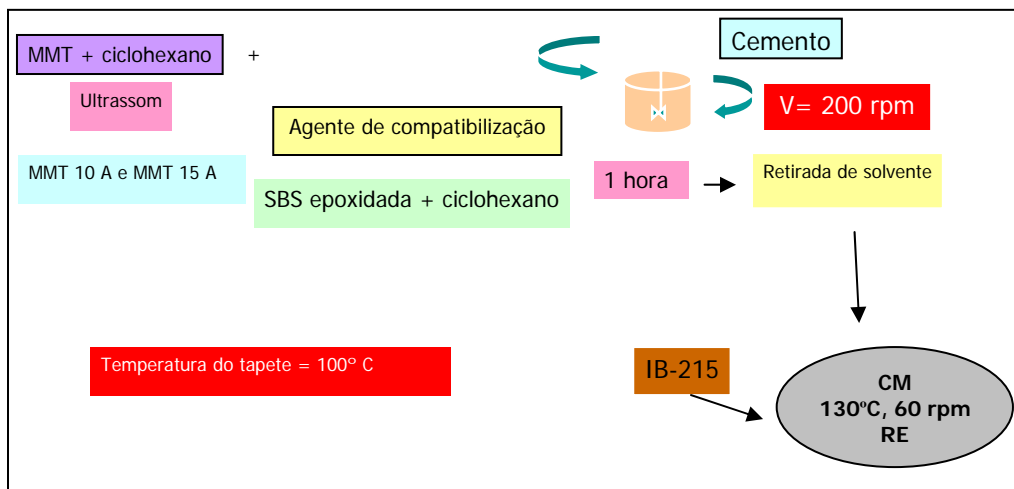 MMT + ciclohexano
+
Cemento
Ultrassom
V= 200 rpm
Agente de compatibilização
MMT 10 A e MMT 15 A
1 hora
Retirada de solvente
SBS epoxidada + ciclohexano
Temperatura do tapete = 100º C
IB-215
CM
130ºC, 60 rpm
RE